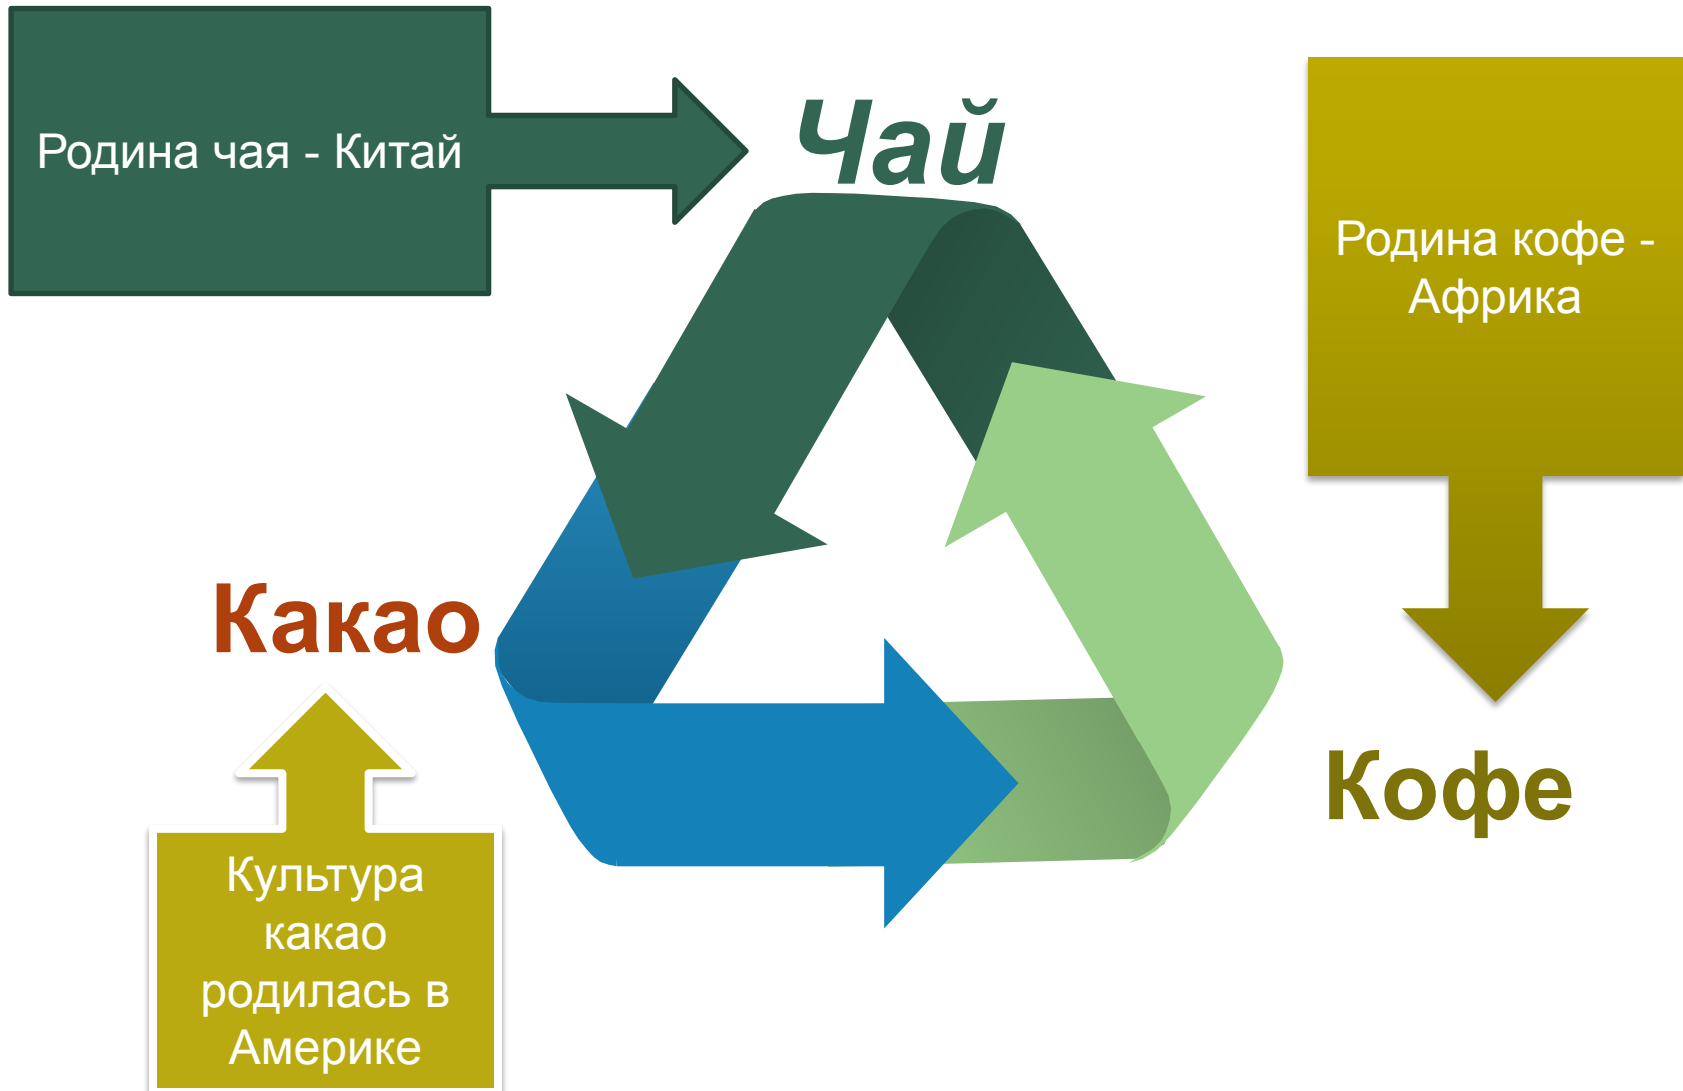 Родина чая - Китай
Чай
Родина кофе -
Африка
Какао
Кофе
Культура
какао
родилась в
Америке